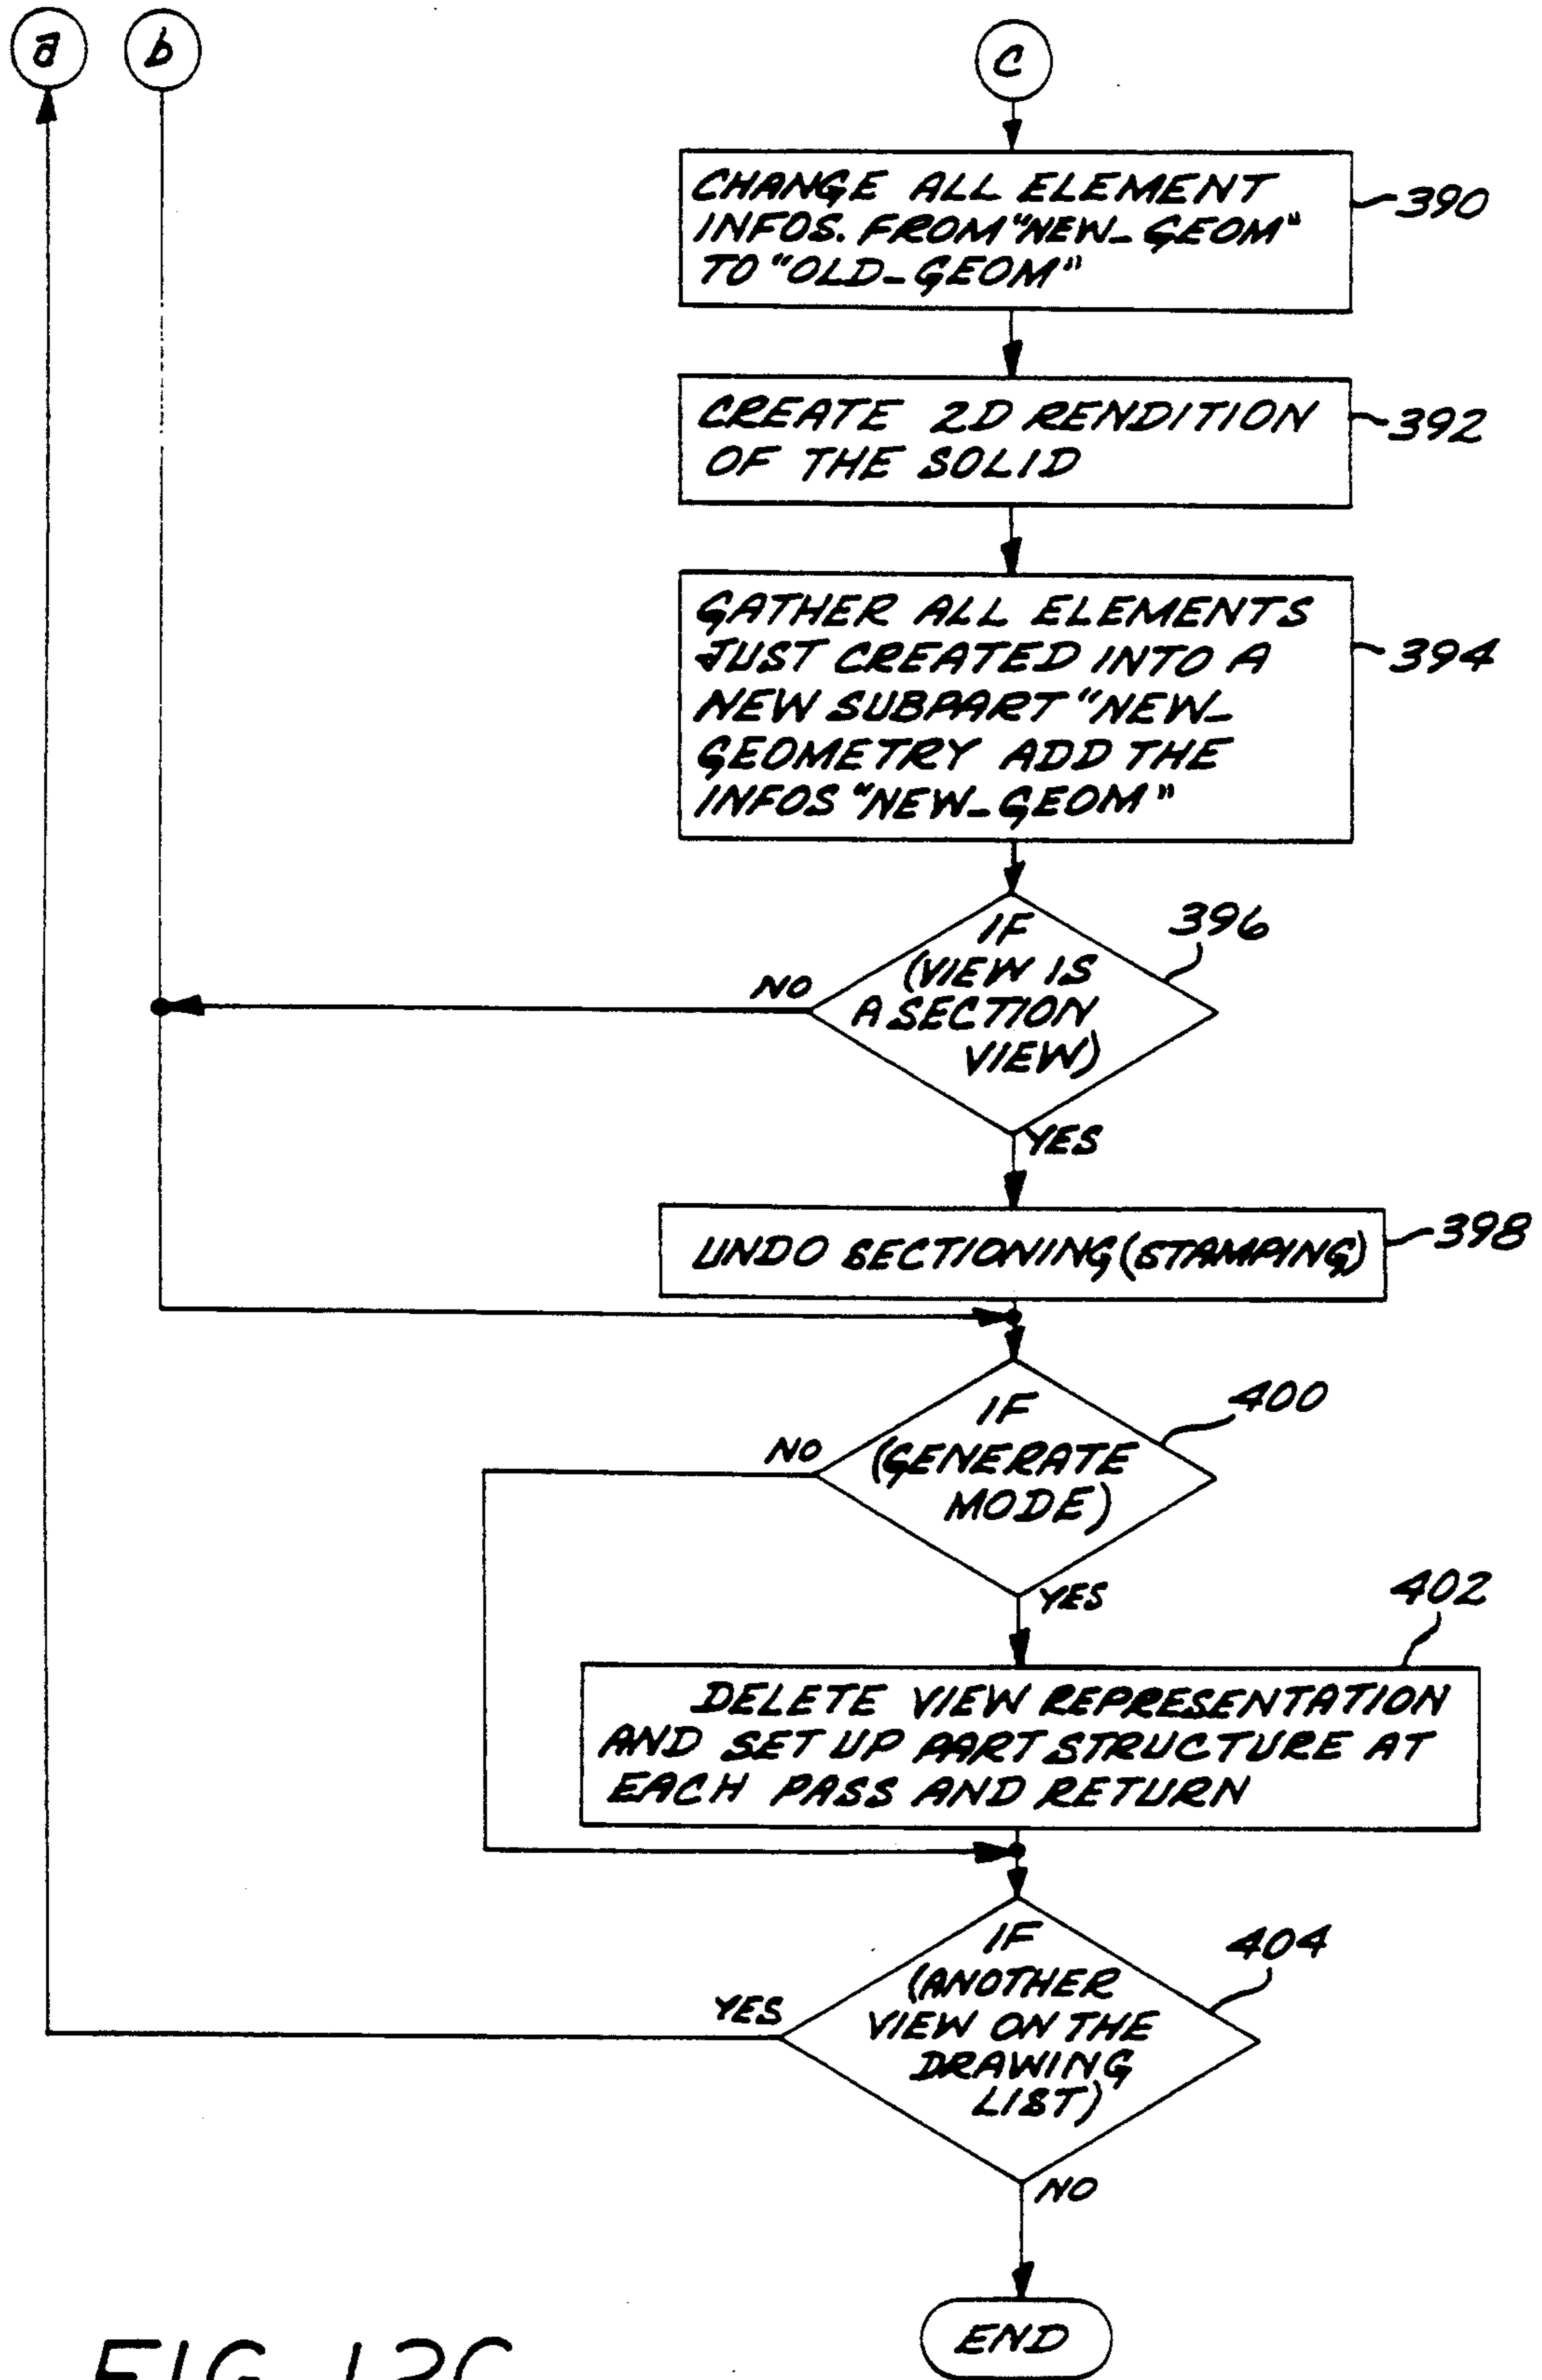 a b c
CHANGE ALL ELEMENT
INFOS. FROM "NEW_GEOM"
TO "OLD_GEOM"
390
CREATE 2D RENDITION
OF THE SOLID
392
GATHER ALL ELEMENTS
JUST CREATED INTO A
NEW SUBPART "NEW_
GEOMETRY ADD THE
INFOS "NEW_GEOM"
394
IF
(VIEW IS
A SECTION
VIEW)
396
NO
YES
UNDO SECTIONING (STAMPING)
398
IF
(GENERATE
MODE)
400
NO
YES
402
DELETE VIEW REPRESENTATION
AND SET UP PART STRUCTURE AT
EACH PASS AND RETURN
IF
(ANOTHER
VIEW ON THE
DRAWING
LIST)
404
YES
NO
END
FIG. 12C